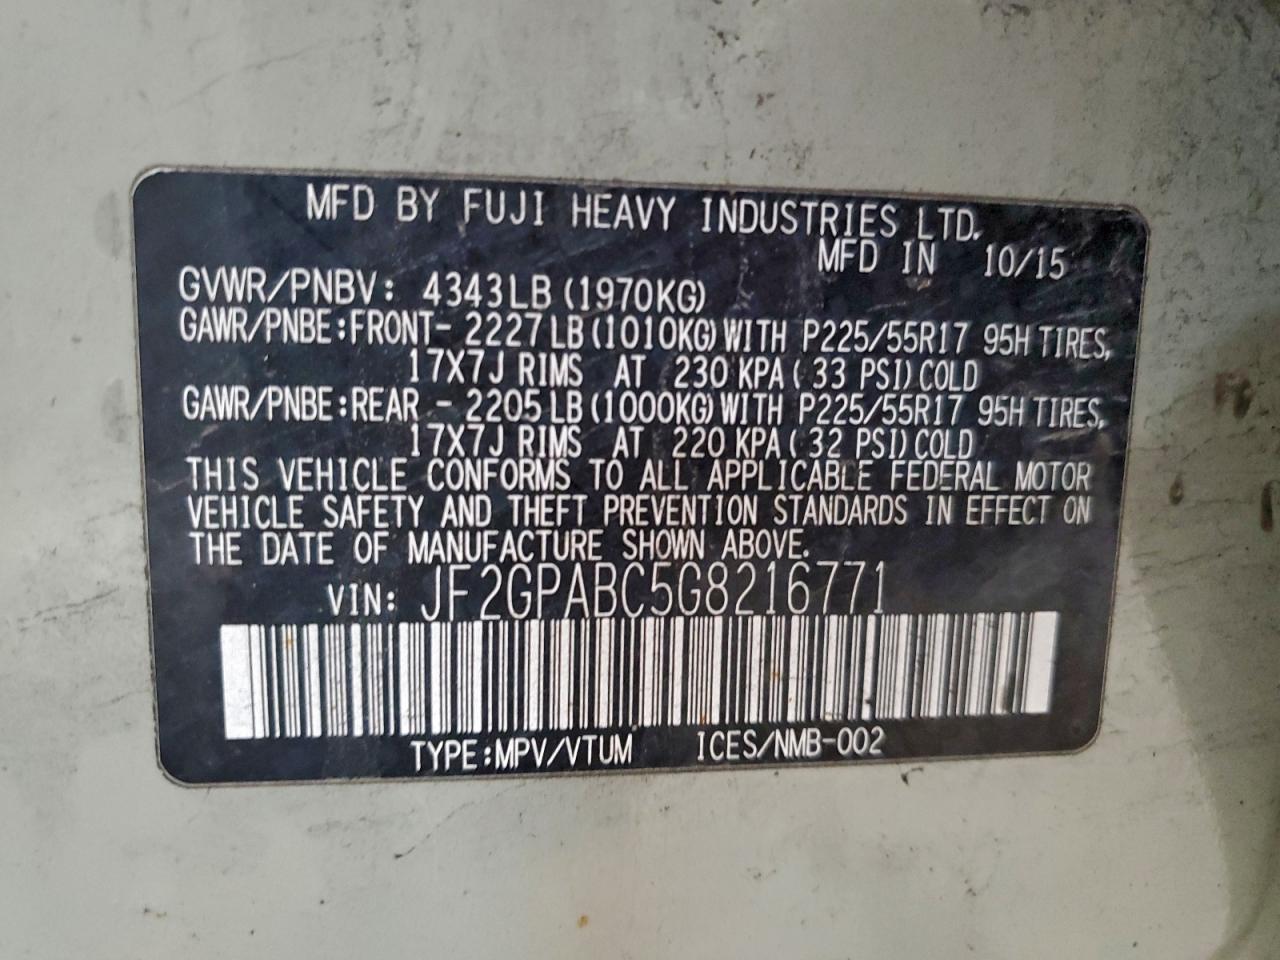 MFD BY FUJI HEAVY INDUSTRIES LTD.
MFD IN 10/15
GVWR/PNBV: 4343LB (1970KG)
GAWR/PNBE:FRONT- 2227 LB (1010KG) WITH P225/55R17 95H TIRES,
17X7J RIMS AT 230 KPA ( 33 PSI) COLD
GAWR/PNBE:REAR - 2205 LB (1000KG) WITH P225/55R17 95H TIRES,
17X7J RIMS AT 220 KPA ( 32 PSI) COLD
THIS VEHICLE CONFORMS TO ALL APPLICABLE FEDERAL MOTOR
VEHICLE SAFETY AND THEFT PREVENTION STANDARDS IN EFFECT ON
THE DATE OF MANUFACTURE SHOWN ABOVE.
VIN: JF2GPABC5G8216771
TYPE:MPV/VTUM ICES/NMB-002